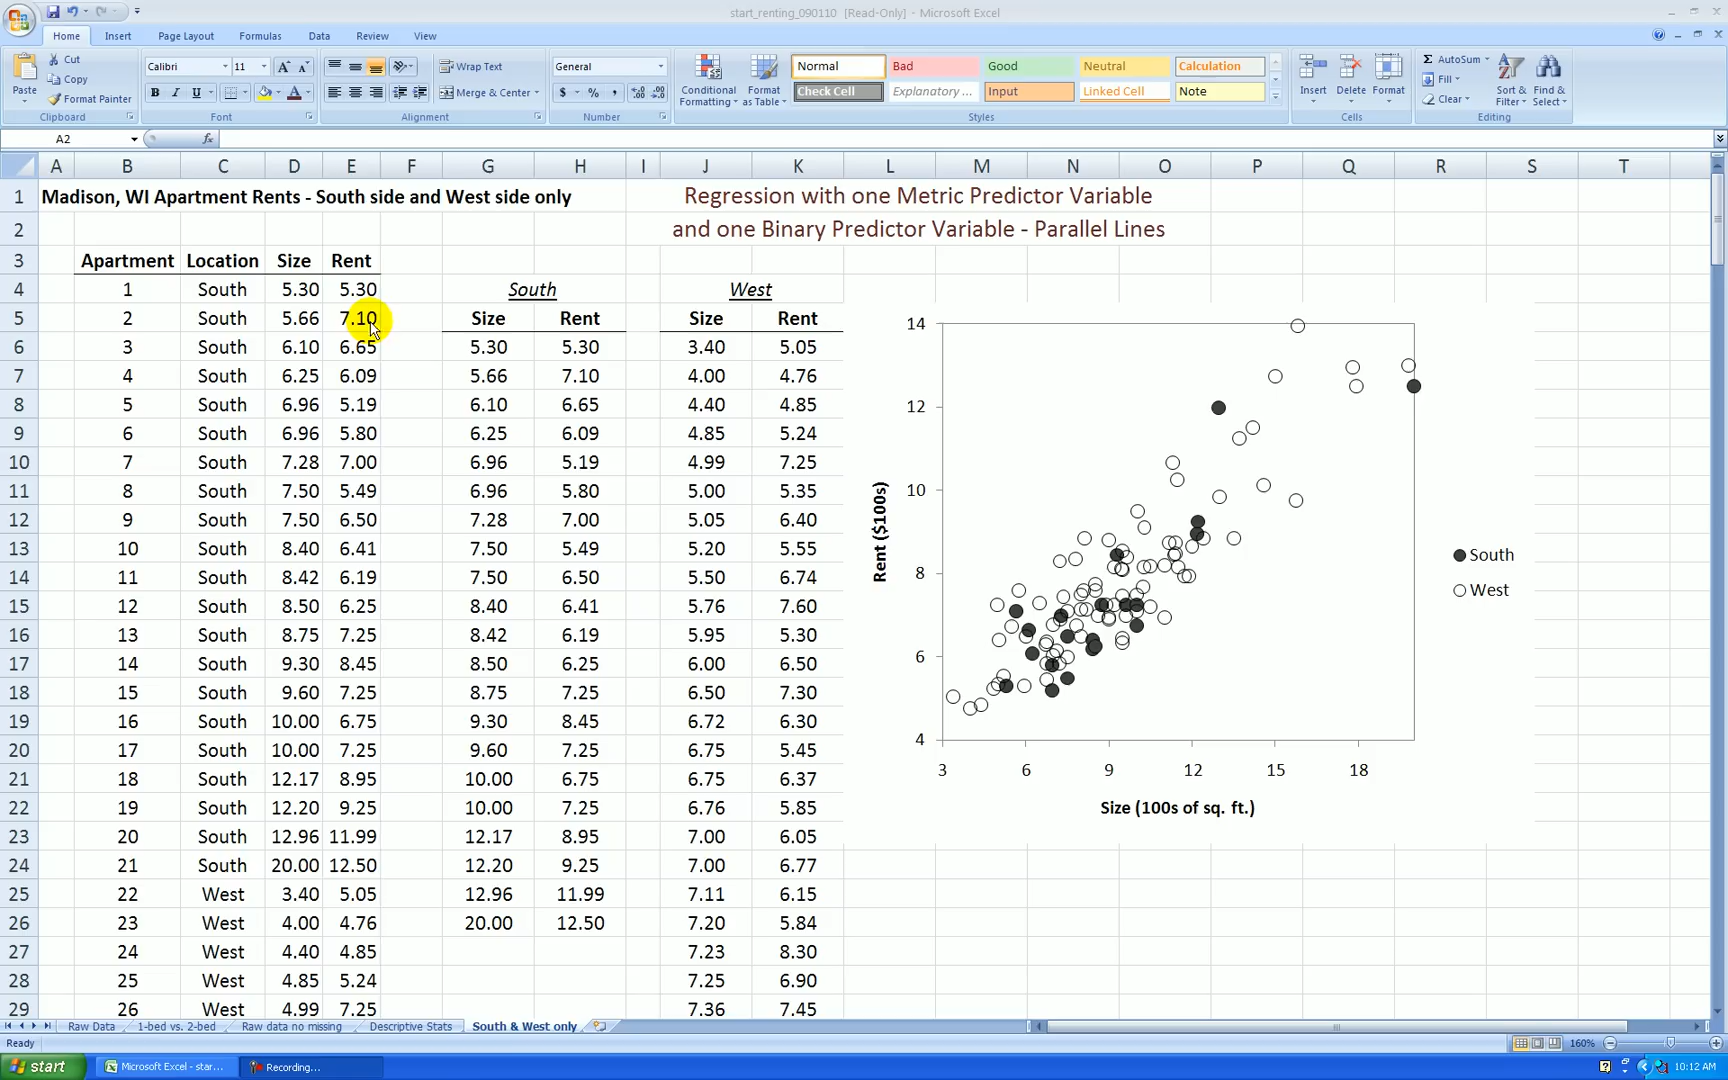 start_renting_090110 [Read-Only] - Microsoft Excel
Home Insert Page Layout Formulas Data Review View
Cut
Copy
Format Painter
Paste
Clipboard
Calibri 11
Font
Wrap Text
Merge & Center
Alignment
General
Number
Conditional Formatting
Format as Table
Normal Bad Good Neutral Calculation
Check Cell Explanatory ... Input Linked Cell Note
Styles
Insert Delete Format
Cells
AutoSum
Fill
Clear
Sort & Filter
Find & Select
Editing
A2
A B C D E F G H I J K L M N O P Q R S T
1 Madison, WI Apartment Rents - South side and West side only Regression with one Metric Predictor Variable
2 and one Binary Predictor Variable - Parallel Lines
3 Apartment Location Size Rent
4 1 South 5.30 5.30 South West
5 2 South 5.66 7.10 Size Rent Size Rent
6 3 South 6.10 6.65 5.30 5.30 3.40 5.05
7 4 South 6.25 6.09 5.66 7.10 4.00 4.76
8 5 South 6.96 5.19 6.10 6.65 4.40 4.85
9 6 South 6.96 5.80 6.25 6.09 4.85 5.24
10 7 South 7.28 7.00 6.96 5.19 4.99 7.25
11 8 South 7.50 5.49 6.96 5.80 5.00 5.35
12 9 South 7.50 6.50 7.28 7.00 5.05 6.40
13 10 South 8.40 6.41 7.50 5.49 5.20 5.55
14 11 South 8.42 6.19 7.50 6.50 5.50 6.74
15 12 South 8.50 6.25 8.40 6.41 5.76 7.60
16 13 South 8.75 7.25 8.42 6.19 5.95 5.30
17 14 South 9.30 8.45 8.50 6.25 6.00 6.50
18 15 South 9.60 7.25 8.75 7.25 6.50 7.30
19 16 South 10.00 6.75 9.30 8.45 6.72 6.30
20 17 South 10.00 7.25 9.60 7.25 6.75 5.45
21 18 South 12.17 8.95 10.00 6.75 6.75 6.37
22 19 South 12.20 9.25 10.00 7.25 6.76 5.85
23 20 South 12.96 11.99 12.17 8.95 7.00 6.05
24 21 South 20.00 12.50 12.20 9.25 7.00 6.77
25 22 West 3.40 5.05 12.96 11.99 7.11 6.15
26 23 West 4.00 4.76 20.00 12.50 7.20 5.84
27 24 West 4.40 4.85 7.23 8.30
28 25 West 4.85 5.24 7.25 6.90
29 26 West 4.99 7.25 7.36 7.45
14
12
10
8
6
4
Rent ($100s)
3 6 9 12 15 18
Size (100s of sq. ft.)
South
West
Raw Data 1-bed vs. 2-bed Raw data no missing Descriptive Stats South & West only
Ready 160%
start Microsoft Excel - star... Recording... 10:12 AM